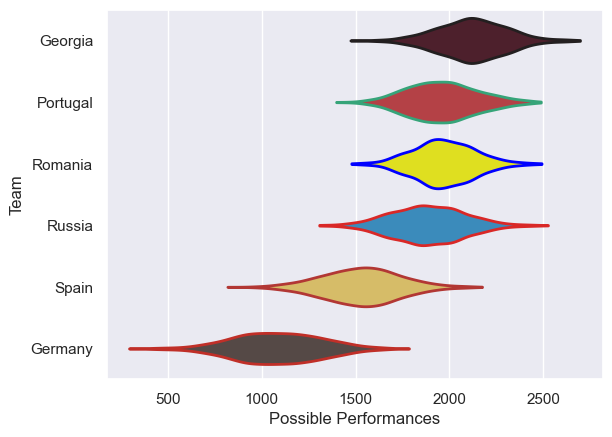 Georgia
Portugal
Romania
Russia
Spain
Germany
Team
500 1000 1500 2000 2500
Possible Performances